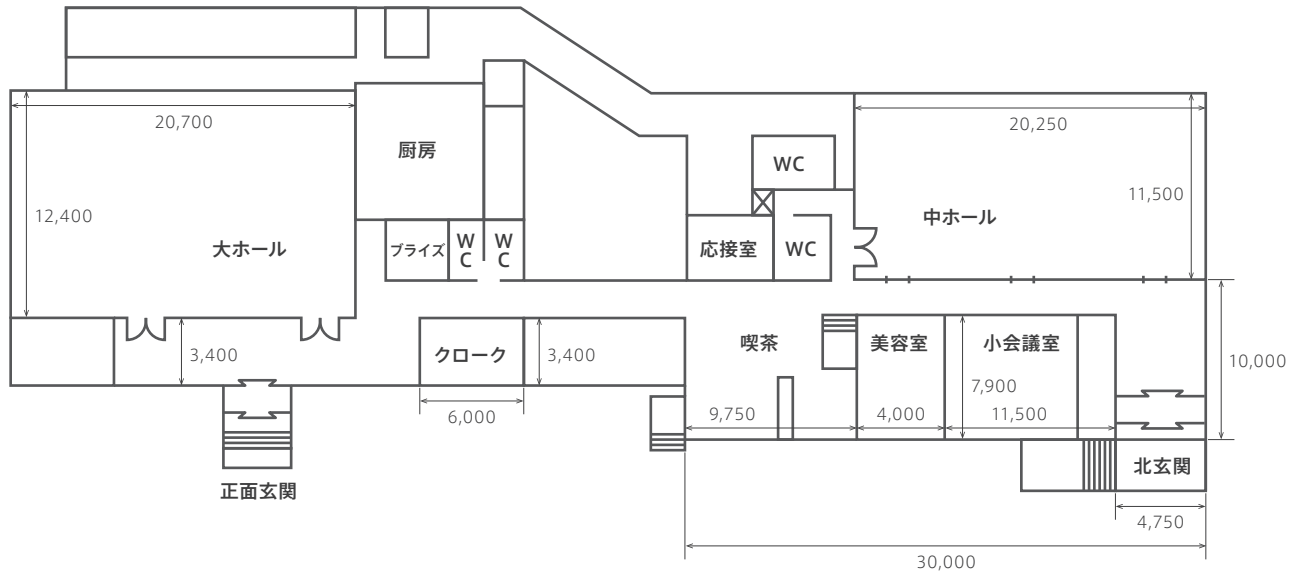 20,700
12,400
大ホール
厨房
ブライズ
W
C
W
C
WC
応接室
WC
20,250
11,500
中ホール
3,400
クローク
3,400
6,000
正面玄関
喫茶
美容室
小会議室
7,900
9,750
4,000
11,500
10,000
北玄関
4,750
30,000